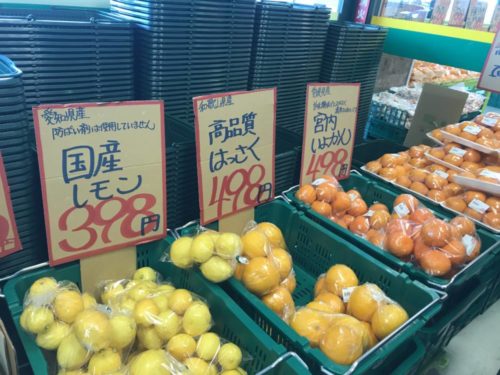 愛媛県産
防ばい剤は使用していません
国産
レモン
398円
和歌山県産
高品質
はっさく
498円
宮内
いよかん
498円